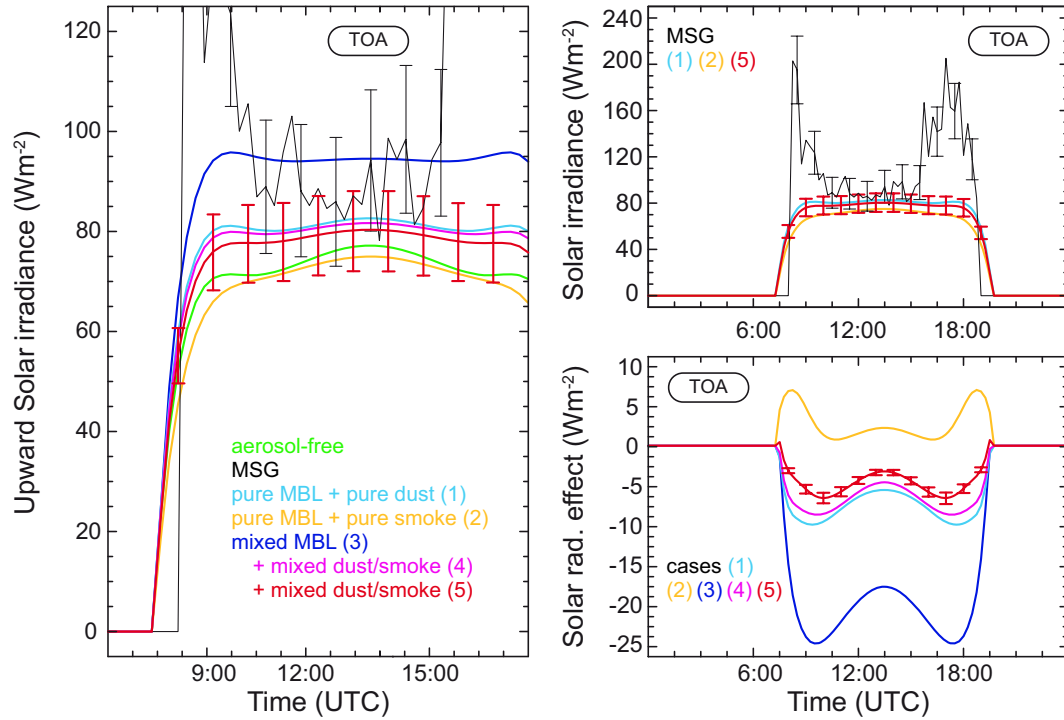 TOA
120
100
80
60
40
20
0
Upward Solar irradiance (Wm-2)
aerosol-free
MSG
pure MBL + pure dust (1)
pure MBL + pure smoke (2)
mixed MBL (3)
+ mixed dust/smoke (4)
+ mixed dust/smoke (5)
9:00 12:00 15:00
Time (UTC)
MSG
(1) (2) (5)
TOA
240
200
160
120
80
40
0
Solar irradiance (Wm-2)
6:00 12:00 18:00
TOA
10
5
0
-5
-10
-15
-20
-25
Solar rad. effect (Wm-2)
cases (1)
(2) (3) (4) (5)
6:00 12:00 18:00
Time (UTC)